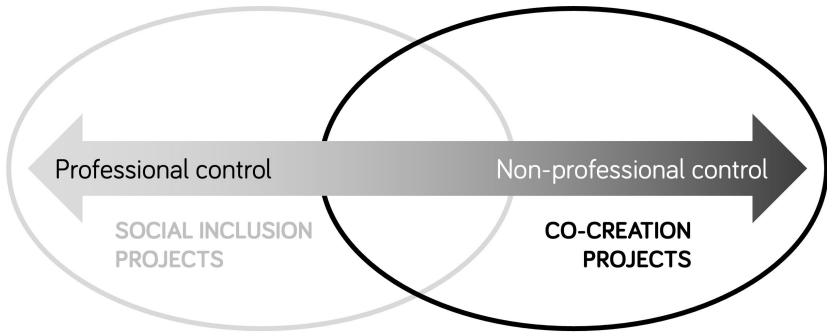 Professional control
Non-professional control
SOCIAL INCLUSION
PROJECTS
CO-CREATION
PROJECTS